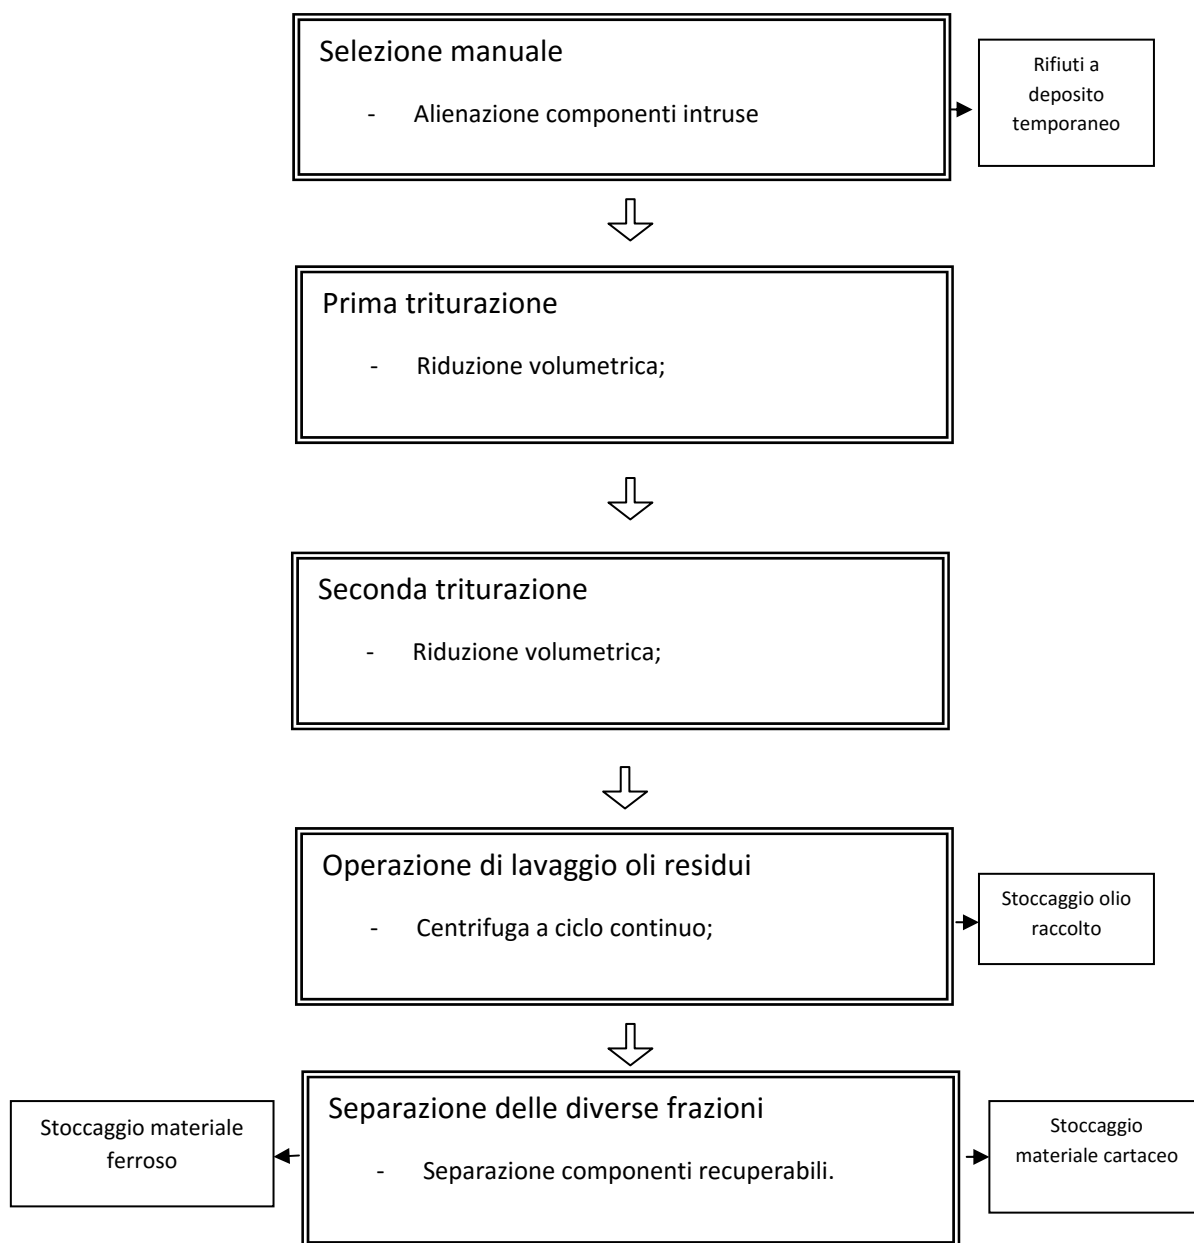 Selezione manuale
- Alienazione componenti intruse
Rifiuti a
deposito
temporaneo
Prima triturazione
- Riduzione volumetrica;
Seconda triturazione
- Riduzione volumetrica;
Operazione di lavaggio oli residui
- Centrifuga a ciclo continuo;
Stoccaggio olio
raccolto
Separazione delle diverse frazioni
- Separazione componenti recuperabili.
Stoccaggio materiale
ferroso
Stoccaggio
materiale cartaceo